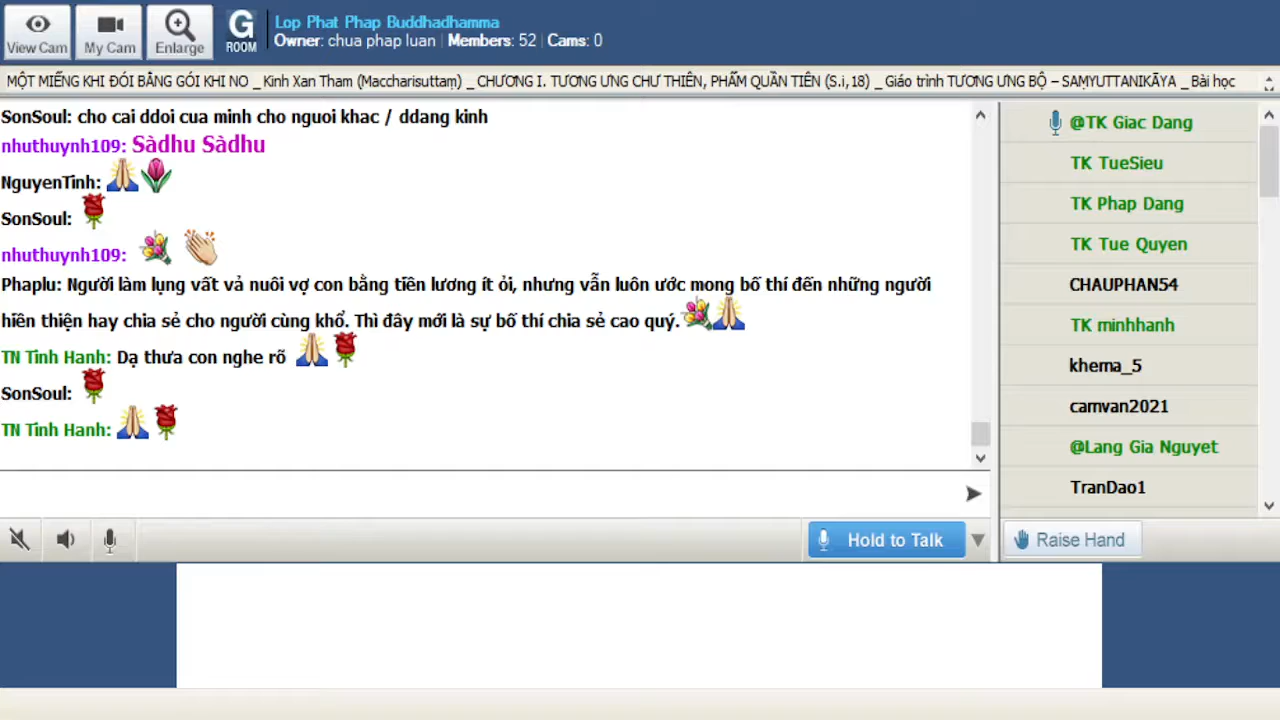 View Cam
My Cam
Enlarge
G
ROOM
Lop Phat Phap Buddhadhamma
Owner: chua phap luan | Members: 52 | Cams: 0
MỘT MIẾNG KHI ĐÓI BẰNG GÓI KHI NO _ Kinh Xan Tham (Maccharisuttaṃ) _ CHƯƠNG I. TƯƠNG ƯNG CHƯ THIÊN, PHẨM QUẦN TIÊN (S.i,18) _ Giáo trình TƯƠNG ƯNG BỘ – SAṂYUTTANIKĀYA _ Bài học
SonSoul: cho cai ddoi cua minh cho nguoi khac / ddang kinh
nhuthuynh109: Sàdhu Sàdhu
NguyenTinh:
SonSoul:
nhuthuynh109:
Phaplu: Người làm lụng vất vả nuôi vợ con bằng tiền lương ít ỏi, nhưng vẫn luôn ước mong bố thí đến những người
hiền thiện hay chia sẻ cho người cùng khổ. Thì đây mới là sự bố thí chia sẻ cao quý.
TN Tinh Hanh: Dạ thưa con nghe rõ
SonSoul:
TN Tinh Hanh:
@TK Giac Dang
TK TueSieu
TK Phap Dang
TK Tue Quyen
CHAUPHAN54
TK minhhanh
khema_5
camvan2021
@Lang Gia Nguyet
TranDao1
Hold to Talk
Raise Hand